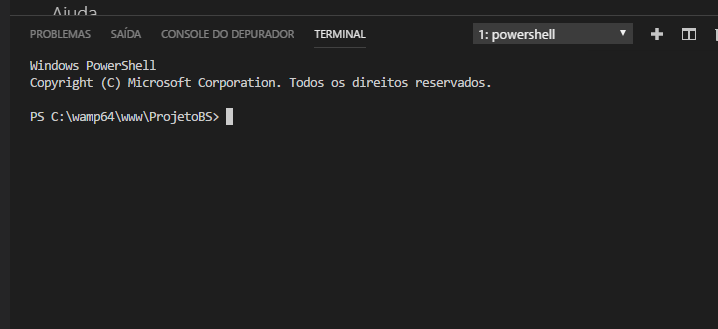 Ajuda
PROBLEMAS SAÍDA CONSOLE DO DEPURADOR TERMINAL 1: powershell
Windows PowerShell
Copyright (C) Microsoft Corporation. Todos os direitos reservados.
PS C:\wamp64\www\ProjetoBS>